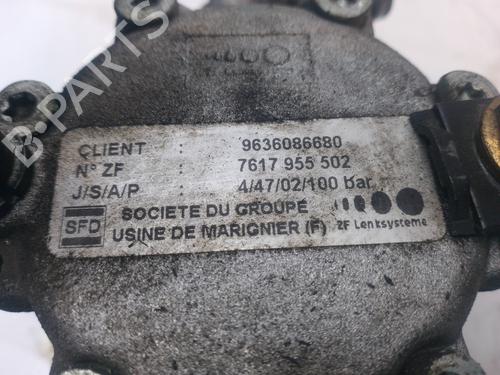 CLIENT : 9636086680
N° ZF : 7617 955 502
J/S/A/P : 4/47/02/100 bar
SFD SOCIETE DU GROUPE
USINE DE MARIGNIER (F) ZF Lenksysteme